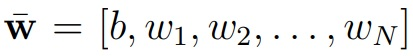 w̄ = [b, w₁, w₂, . . . , w_N]